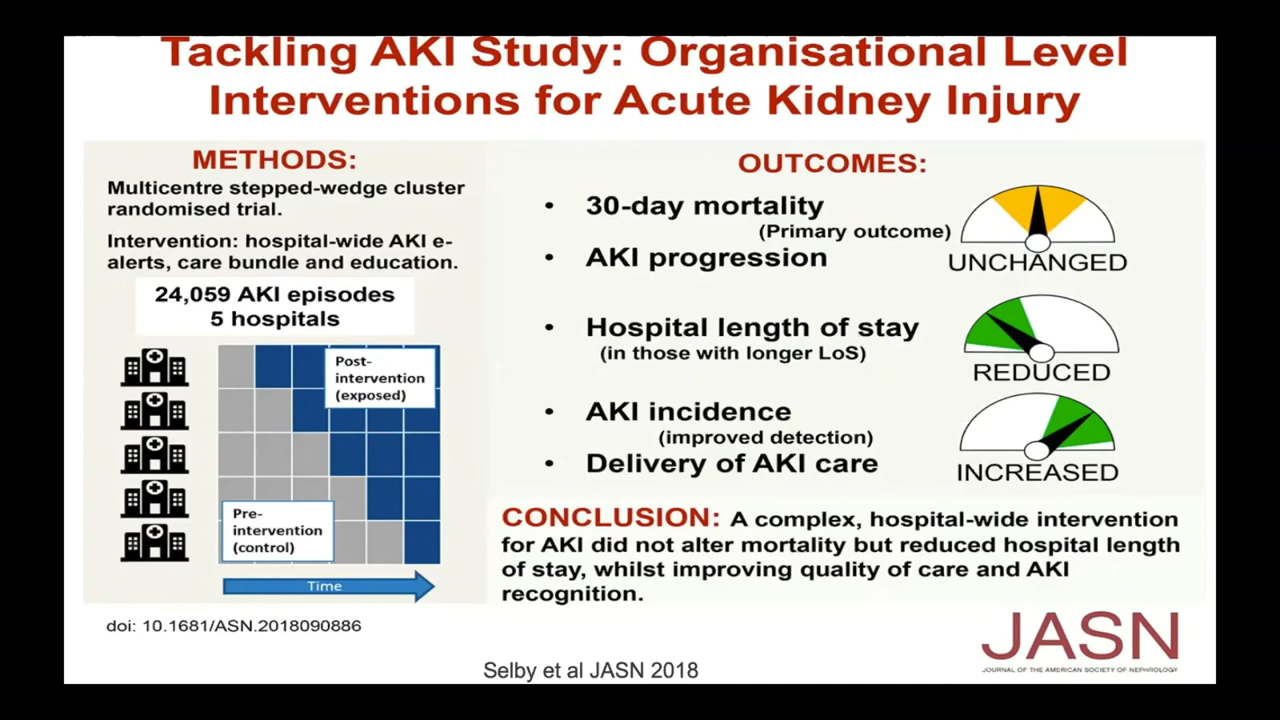 Tackling AKI Study: Organisational Level
Interventions for Acute Kidney Injury
METHODS:
Multicentre stepped-wedge cluster
randomised trial.
Intervention: hospital-wide AKI e-
alerts, care bundle and education.
24,059 AKI episodes
5 hospitals
Post-
intervention
(exposed)
Pre-
intervention
(control)
Time
OUTCOMES:
• 30-day mortality
(Primary outcome)
• AKI progression
UNCHANGED
• Hospital length of stay
(in those with longer LoS)
REDUCED
• AKI incidence
(improved detection)
• Delivery of AKI care
INCREASED
CONCLUSION: A complex, hospital-wide intervention
for AKI did not alter mortality but reduced hospital length
of stay, whilst improving quality of care and AKI
recognition.
doi: 10.1681/ASN.2018090886
JASN
JOURNAL OF THE AMERICAN SOCIETY OF NEPHROLOGY
Selby et al JASN 2018